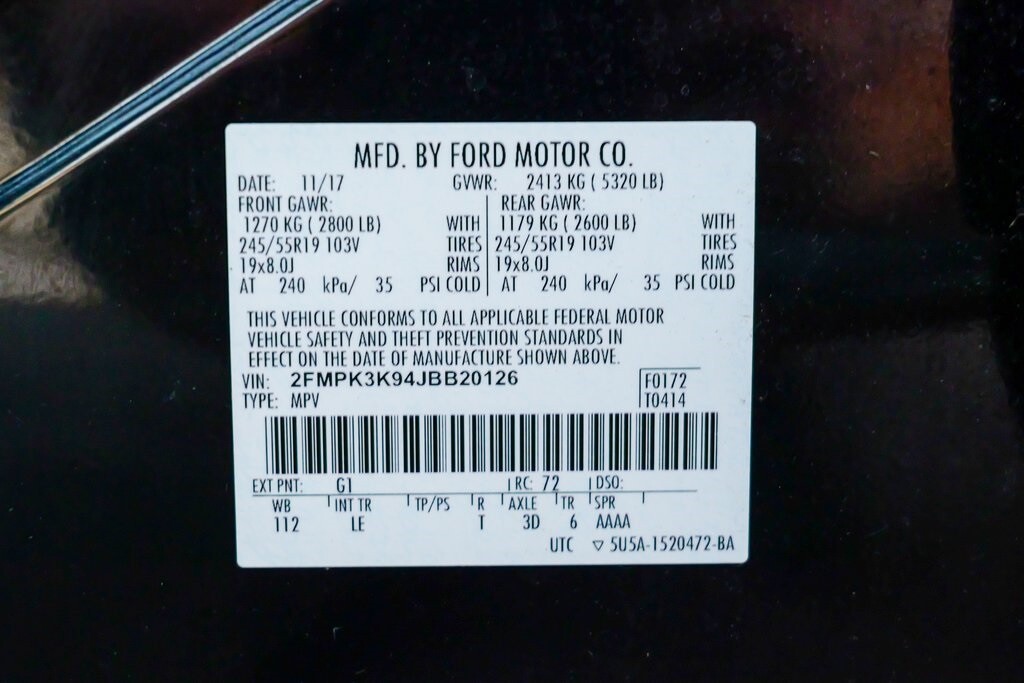 MFD. BY FORD MOTOR CO.
DATE: 11/17 GVWR: 2413 KG ( 5320 LB)
FRONT GAWR: REAR GAWR:
1270 KG ( 2800 LB) WITH 1179 KG ( 2600 LB) WITH
245/55R19 103V TIRES 245/55R19 103V TIRES
19x8.0J RIMS 19x8.0J RIMS
AT 240 kPa/ 35 PSI COLD AT 240 kPa/ 35 PSI COLD
THIS VEHICLE CONFORMS TO ALL APPLICABLE FEDERAL MOTOR
VEHICLE SAFETY AND THEFT PREVENTION STANDARDS IN
EFFECT ON THE DATE OF MANUFACTURE SHOWN ABOVE.
VIN: 2FMPK3K94JBB20126 F0172
TYPE: MPV T0414
EXT PNT: G1 RC: 72 DSO:
WB INT TR TP/PS R AXLE TR SPR
112 LE T 3D 6 AAAA
UTC ▽ 5U5A-1520472-BA